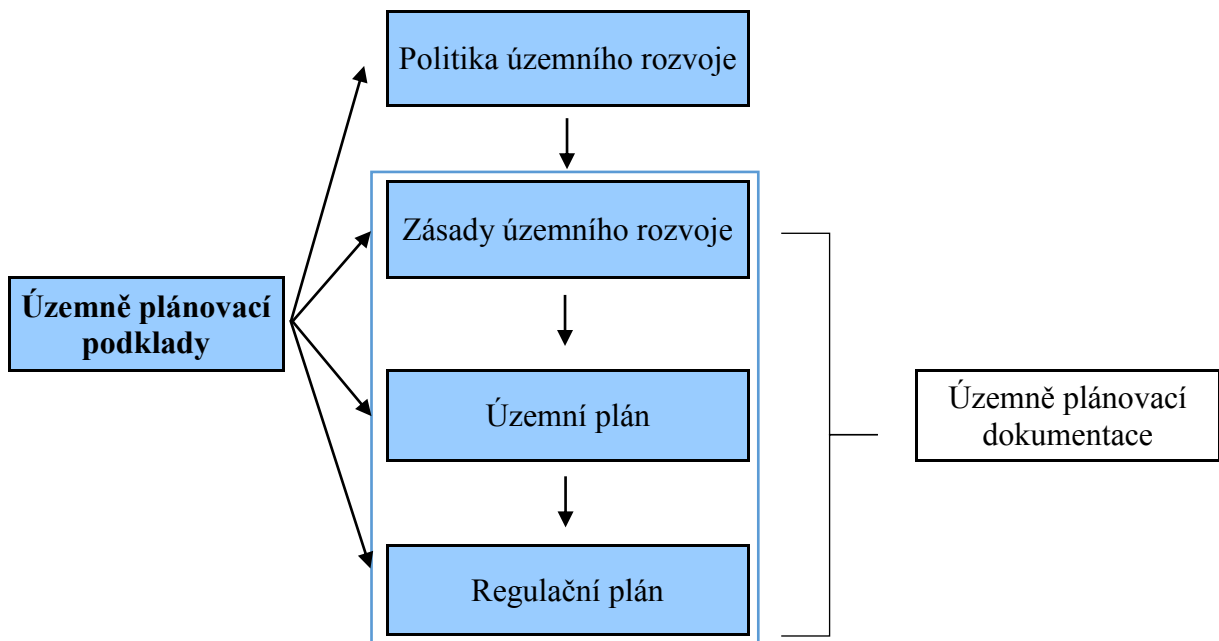 Politika územního rozvoje
Zásady územního rozvoje
Územně plánovací
podklady
Územní plán
Územně plánovací
dokumentace
Regulační plán